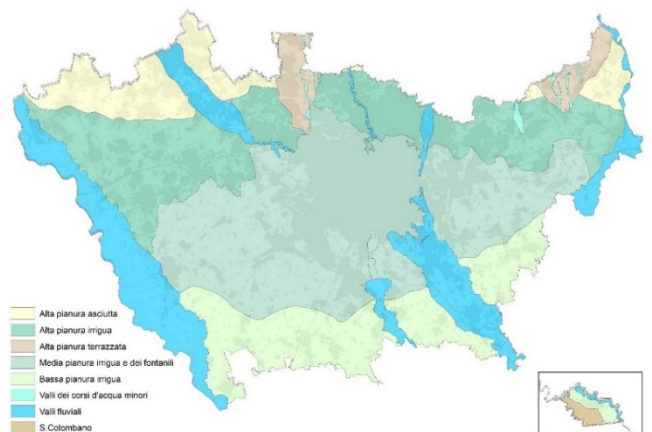 Alta pianura asciutta
Alta pianura irrigua
Alta pianura terrazzata
Media pianura irrigua e dei fontanili
Bassa pianura irrigua
Valli dei corsi d'acqua minori
Valli fluviali
S.Colombano